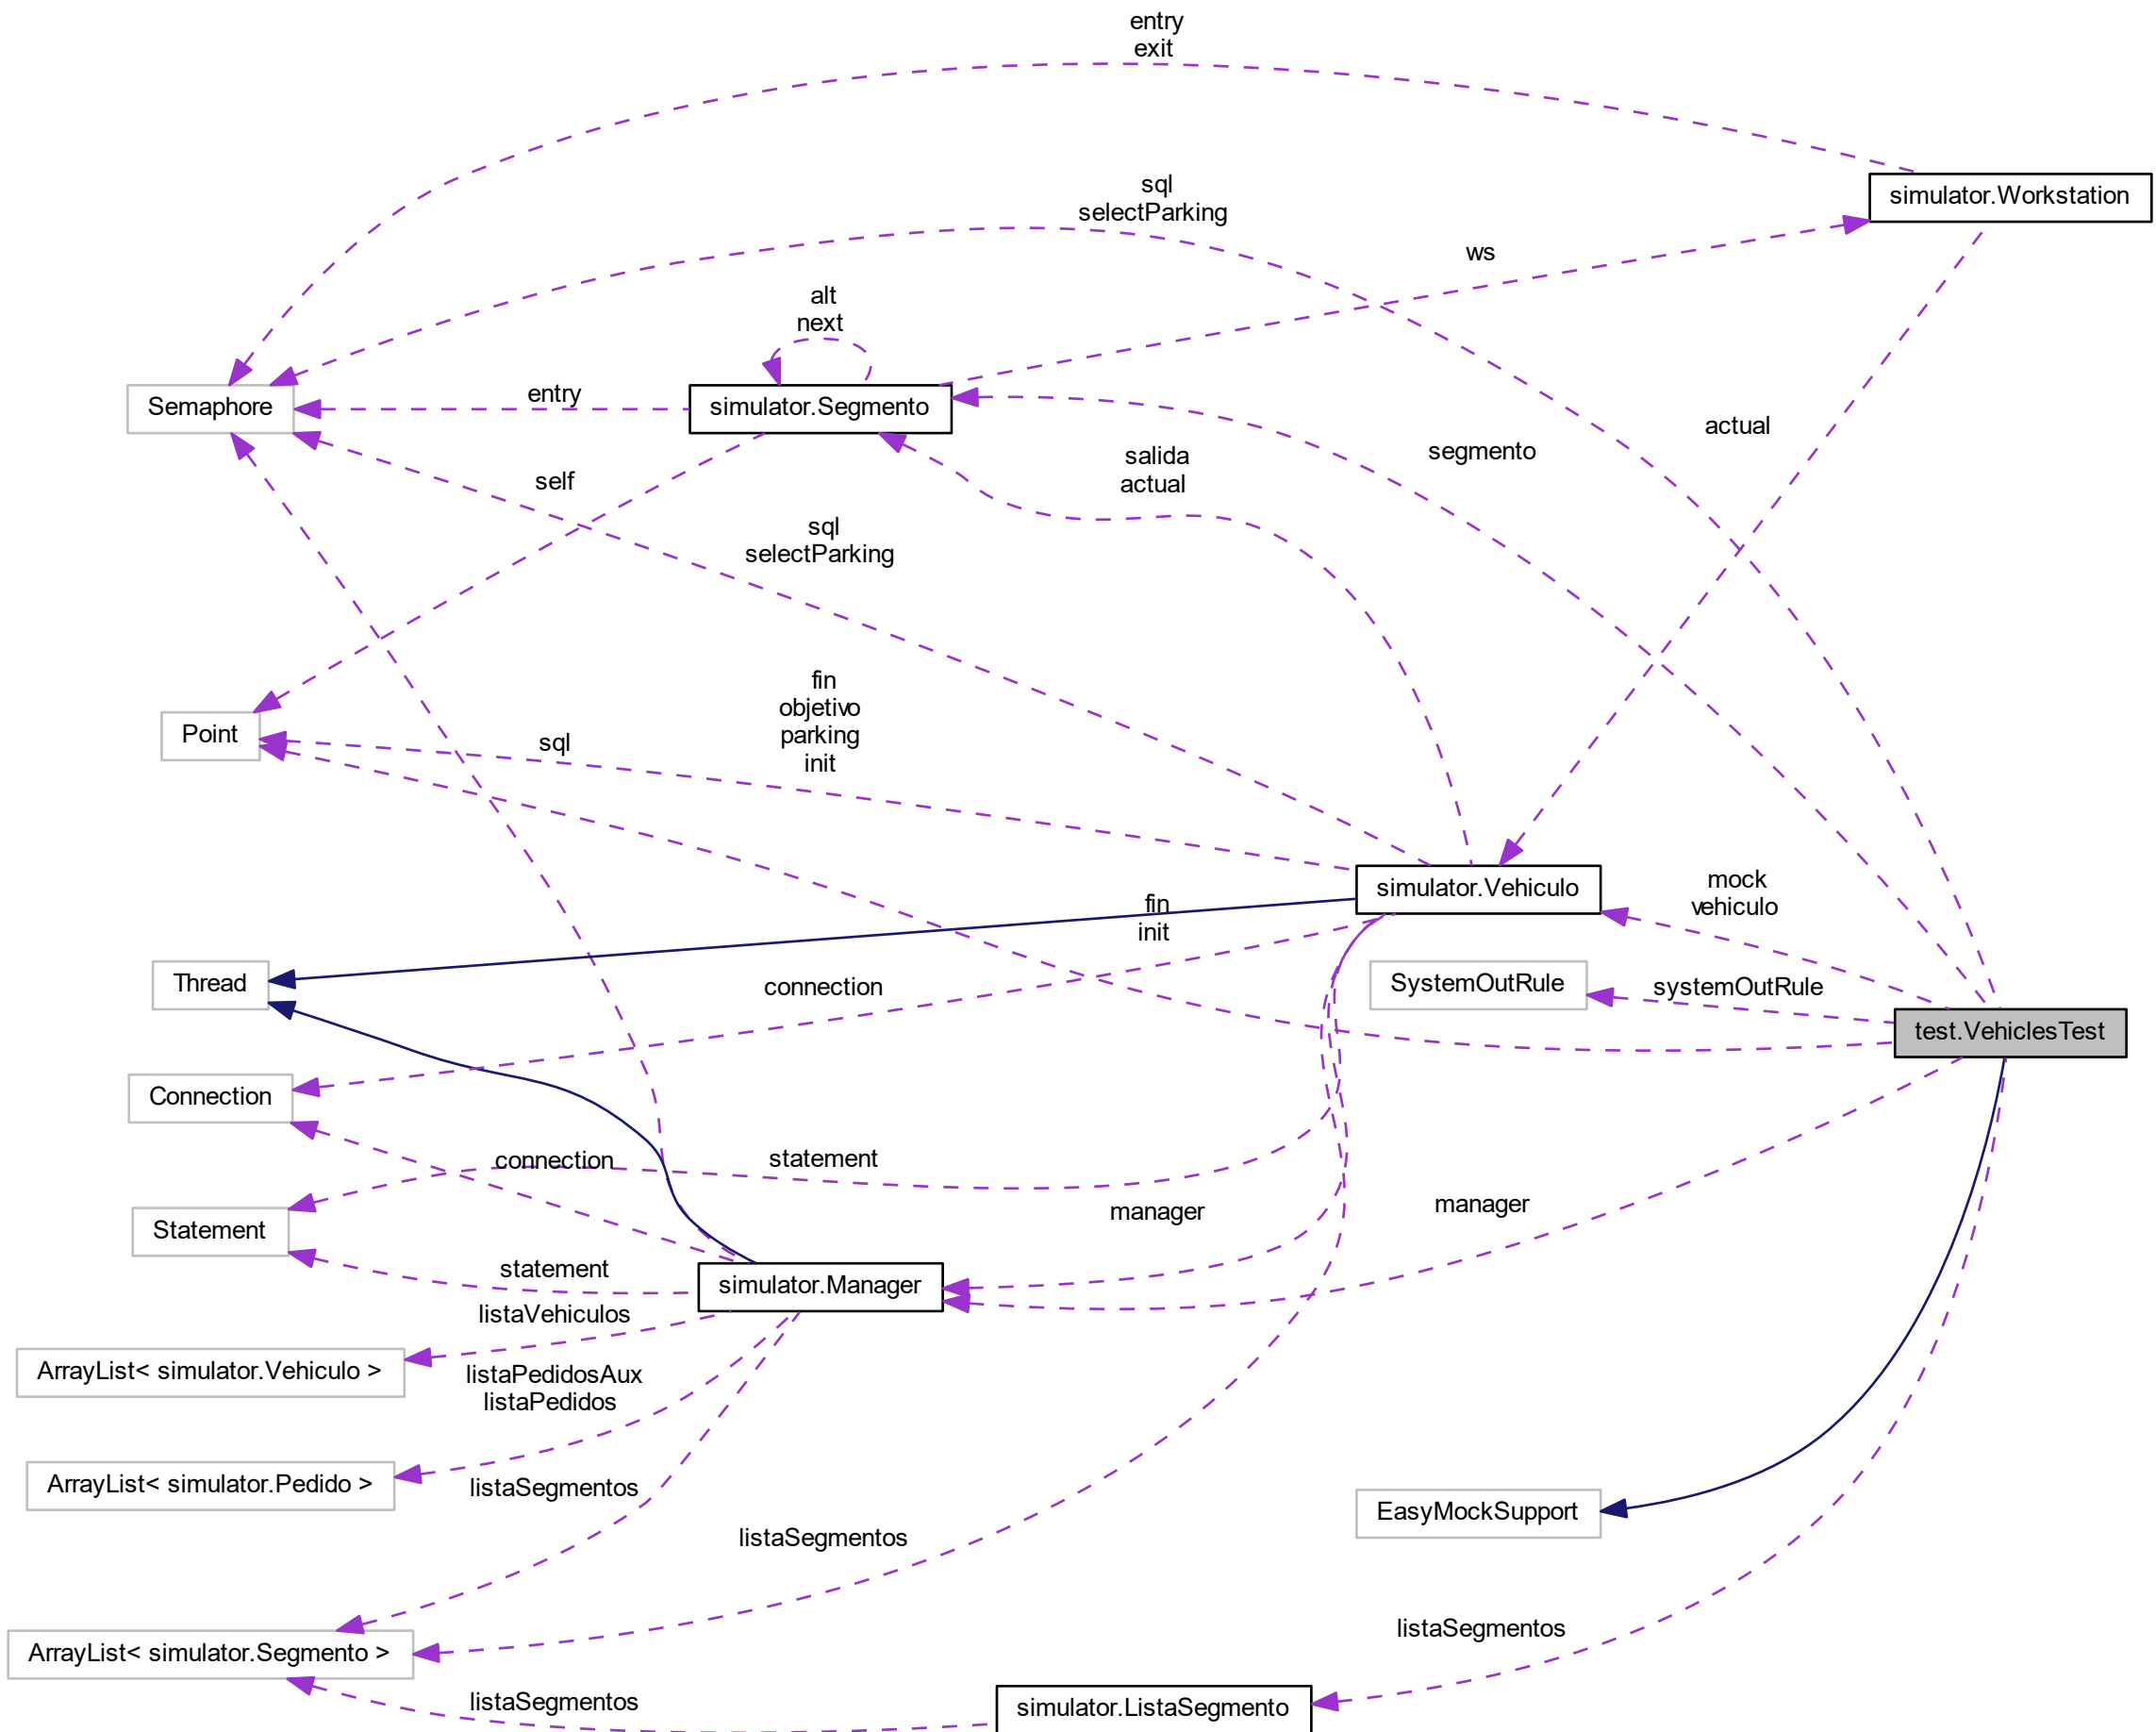 entry
exit
simulator.Workstation
sql
selectParking
ws
alt
next
entry
simulator.Segmento
Semaphore
actual
segmento
salida
actual
self
sql
selectParking
fin
objetivo
parking
init
sql
Point
simulator.Vehiculo
mock
vehiculo
fin
init
Thread
connection
SystemOutRule
systemOutRule
test.VehiclesTest
Connection
connection
statement
manager
manager
Statement
statement
simulator.Manager
listaVehiculos
ArrayList< simulator.Vehiculo >
listaPedidosAux
listaPedidos
ArrayList< simulator.Pedido >
listaSegmentos
EasyMockSupport
listaSegmentos
listaSegmentos
ArrayList< simulator.Segmento >
listaSegmentos
simulator.ListaSegmento